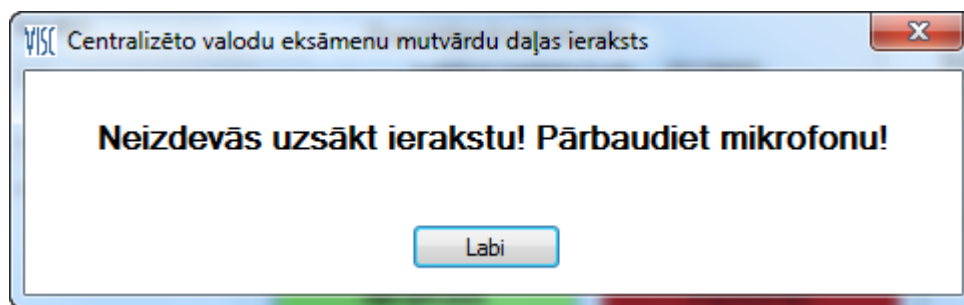 VISC Centralizēto valodu eksāmenu mutvārdu daļas ieraksts
Neizdevās uzsākt ierakstu! Pārbaudiet mikrofonu!
Labi